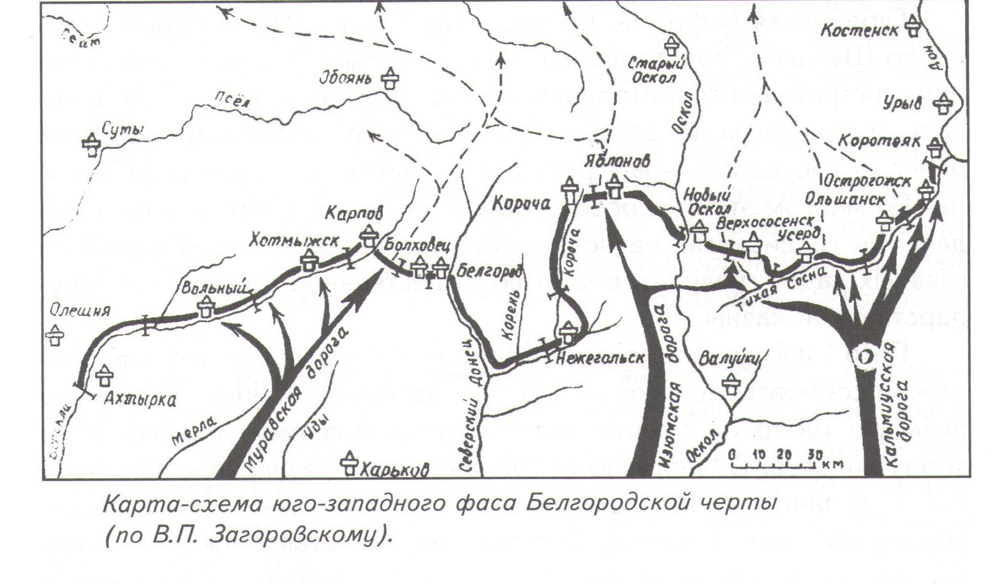 Сейм
Костенск
Дон
Старый
Оскол
Обоянь
Псёл
Урыв
Оскол
Суты
Коротояк
Яблонов
Острогожск
Ольшанск
Короча
Новый
Оскол
Карпов
Верхососенск
Усерд
Хотмыжск
Болховец
Короча
Белгород
Тихая Сосна
Вольный
Олешня
Корень
Нежегольск
Валуйки
Ахтырка
Мерла
Муравская дорога
Уды
Северский Донец
Изюмская дорога
Оскол
Кальмиусская
дорога
0 10 20 30 км
Харьков
Карта-схема юго-западного фаса Белгородской черты
(по В.П. Загоровскому).